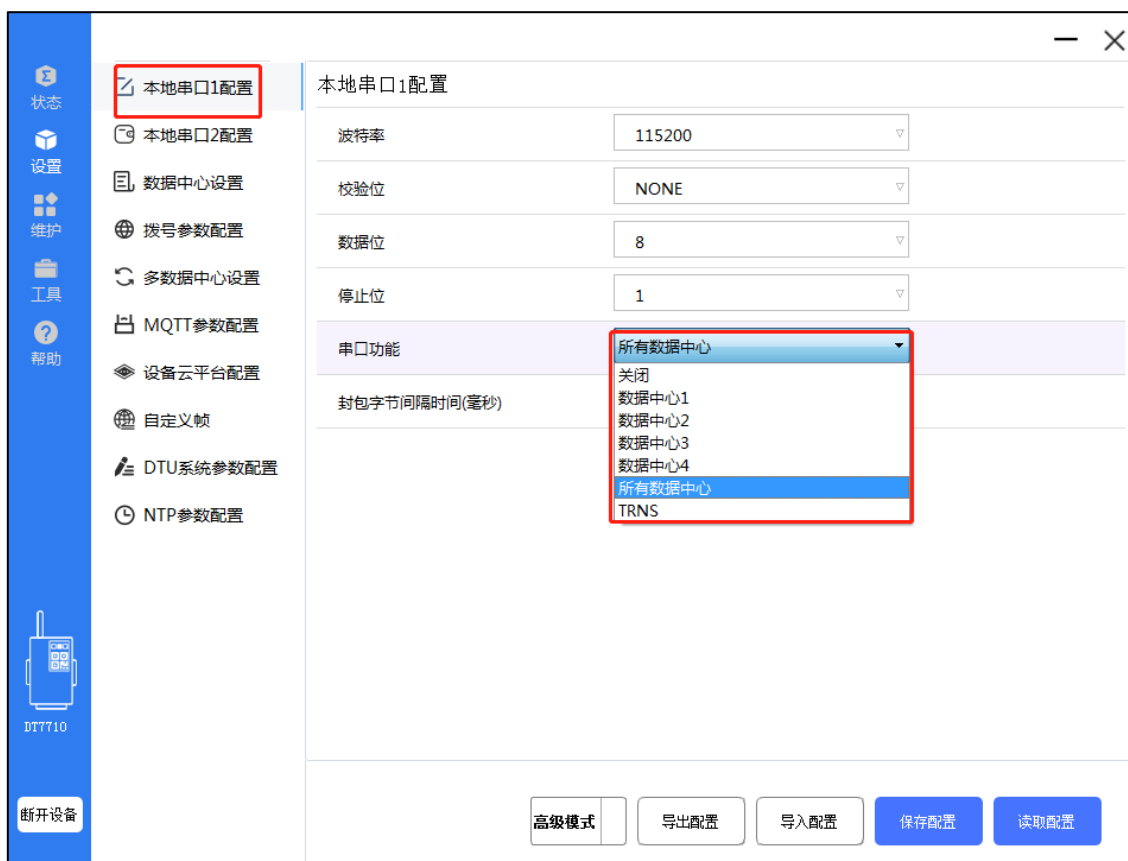 状态
设置
维护
工具
帮助
DT7710
断开设备
本地串口1配置
本地串口2配置
数据中心设置
拨号参数配置
多数据中心设置
MQTT参数配置
设备云平台配置
自定义帧
DTU系统参数配置
NTP参数配置
本地串口1配置
波特率 115200
校验位 NONE
数据位 8
停止位 1
串口功能 所有数据中心
关闭
封包字节间隔时间(毫秒) 数据中心1
数据中心2
数据中心3
数据中心4
所有数据中心
TRNS
高级模式 导出配置 导入配置 保存配置 读取配置